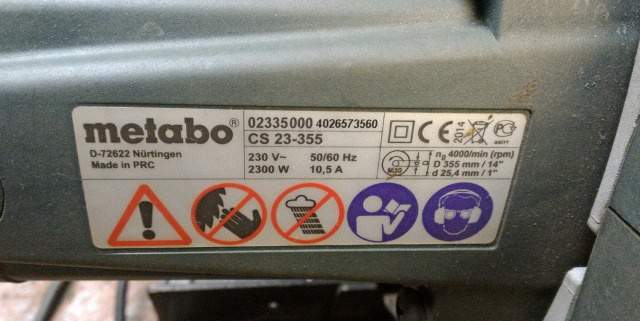 metabo®
D-72622 Nürtingen
Made in PRC
02335000 4026573560
CS 23-355
230 V~ 50/60 Hz
2300 W 10,5 A
CE 2014
n₀ 4000/min (rpm)
D 355 mm / 14"
d 25,4 mm / 1"